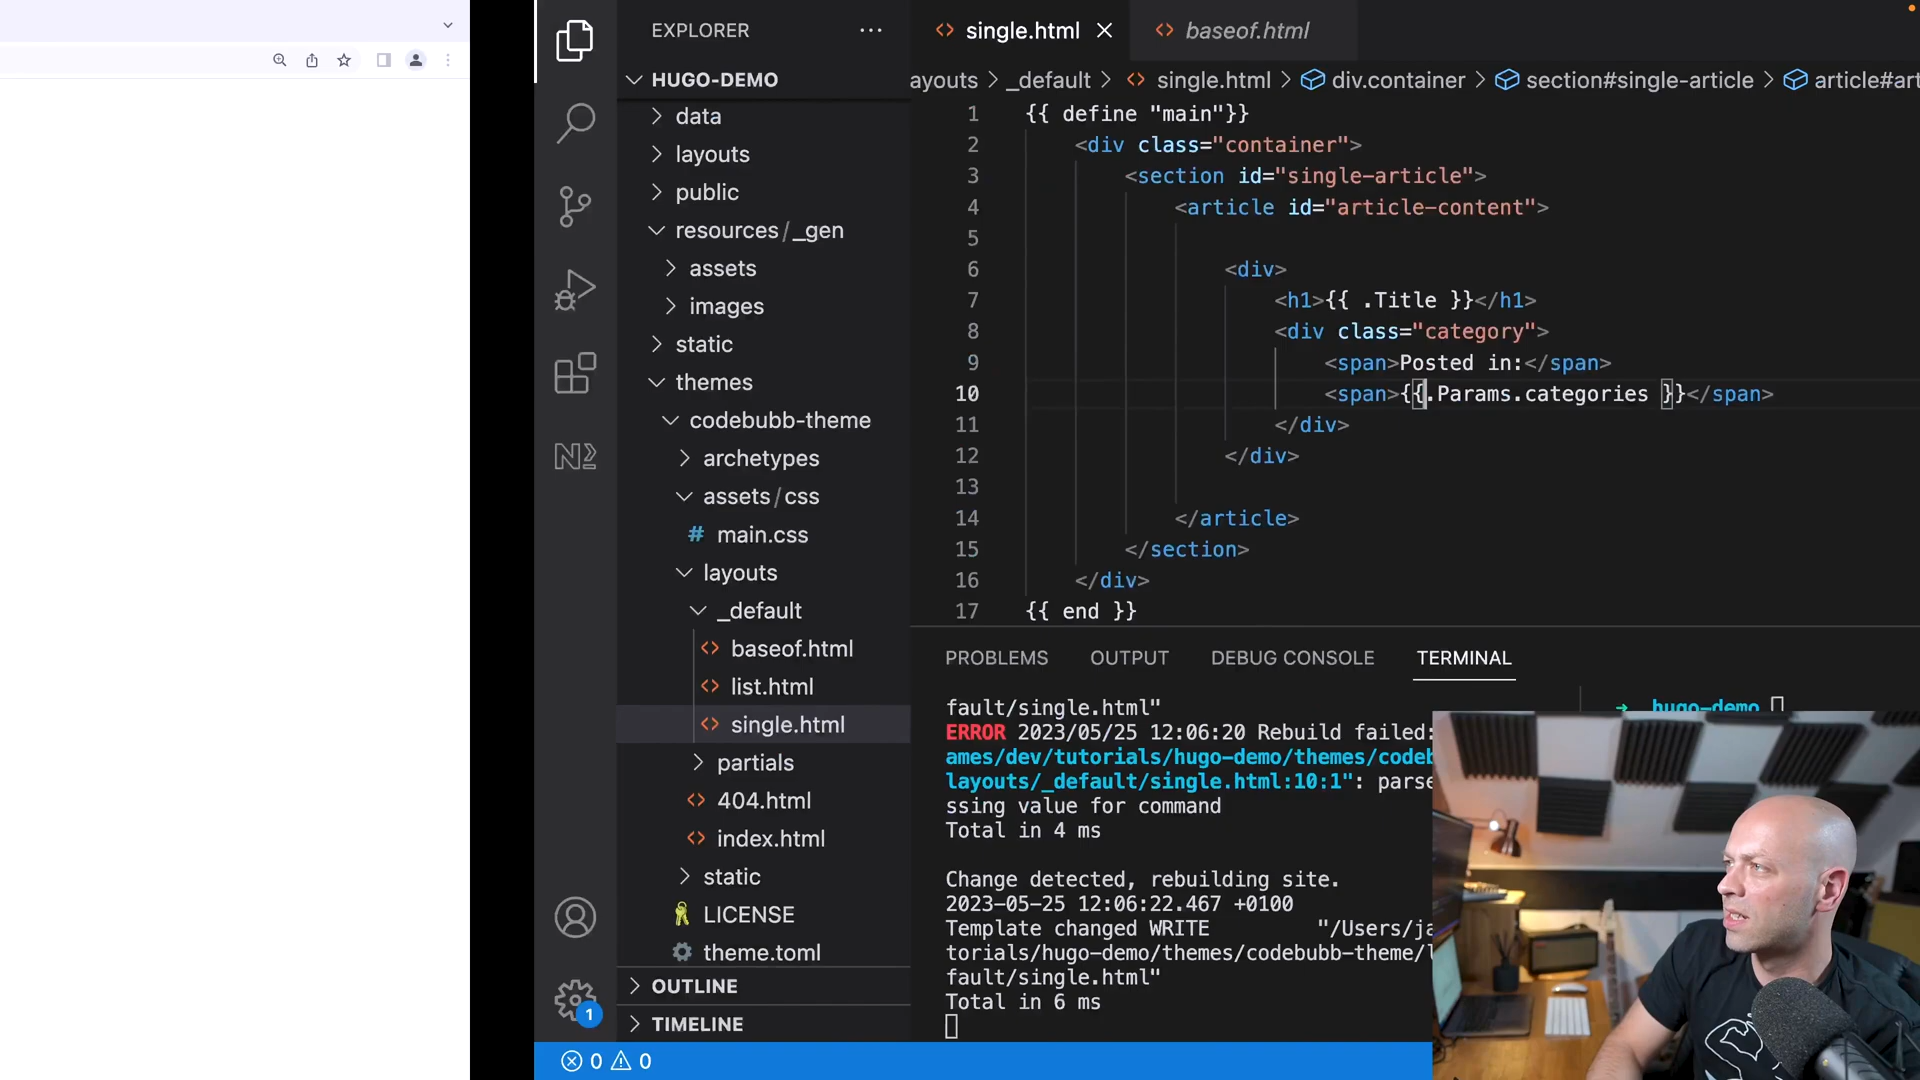 EXPLORER
HUGO-DEMO
data
layouts
public
resources/_gen
assets
images
static
themes
codebubb-theme
archetypes
assets/css
# main.css
layouts
_default
baseof.html
list.html
single.html
partials
404.html
index.html
static
LICENSE
theme.toml
OUTLINE
TIMELINE
1
0 0
single.html
baseof.html
ayouts > _default > single.html > div.container > section#single-article > article#art
1 {{ define "main"}}
2 <div class="container">
3 <section id="single-article">
4 <article id="article-content">
5
6 <div>
7 <h1>{{ .Title }}</h1>
8 <div class="category">
9 <span>Posted in:</span>
10 <span>{{.Params.categories }}</span>
11 </div>
12 </div>
13
14 </article>
15 </section>
16 </div>
17 {{ end }}
PROBLEMS OUTPUT DEBUG CONSOLE TERMINAL
fault/single.html"
ERROR 2023/05/25 12:06:20 Rebuild failed:
ames/dev/tutorials/hugo-demo/themes/codeb
layouts/_default/single.html:10:1": parse
ssing value for command
Total in 4 ms
Change detected, rebuilding site.
2023-05-25 12:06:22.467 +0100
Template changed WRITE "/Users/ja
torials/hugo-demo/themes/codebubb-theme/l
fault/single.html"
Total in 6 ms
→ hugo-demo